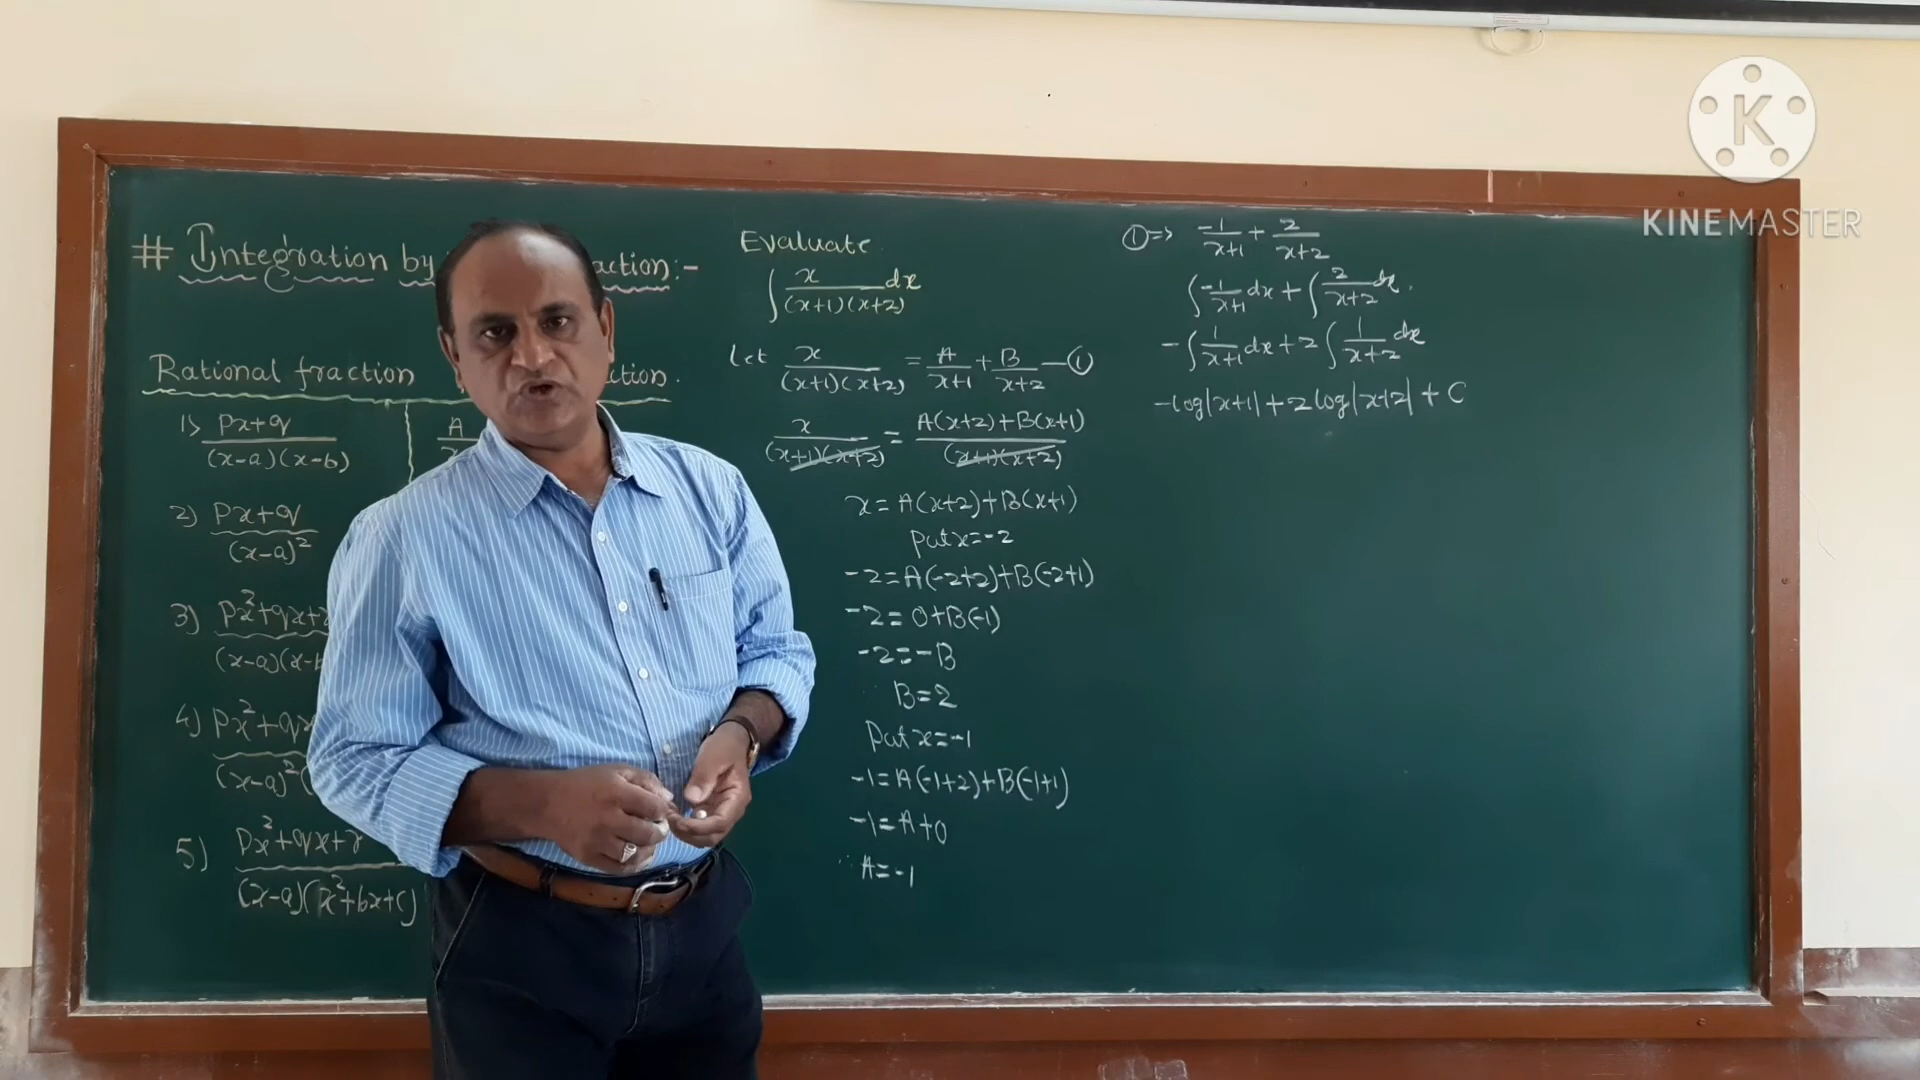 # Integration by action:-
Rational fraction ction.
1) px+q / (x-a)(x-b) A
2) px+q / (x-a)²
3) px²+qx+r / (x-a)(x-b
4) px²+qx / (x-a)²(
5) px²+qx+r / (x-a)(x²+bx+c)
Evaluate
∫ x / (x+1)(x+2) dx
Let x / (x+1)(x+2) = A / x+1 + B / x+2 — ①
x / (x+1)(x+2) = A(x+2)+B(x+1) / (x+1)(x+2)
x = A(x+2)+B(x+1)
put x=-2
-2=A(-2+2)+B(-2+1)
-2= 0+B(-1)
-2=-B
B=2
Put x=-1
-1=A(-1+2)+B(-1+1)
-1=A+0
∴ A=-1
①=> -1 / x+1 + 2 / x+2
∫ -1 / x+1 dx + ∫ 2 / x+2 dx.
-∫ 1 / x+1 dx + 2 ∫ 1 / x+2 dx
-log|x+1| + 2 log|x+2| + C
K
KINEMASTER